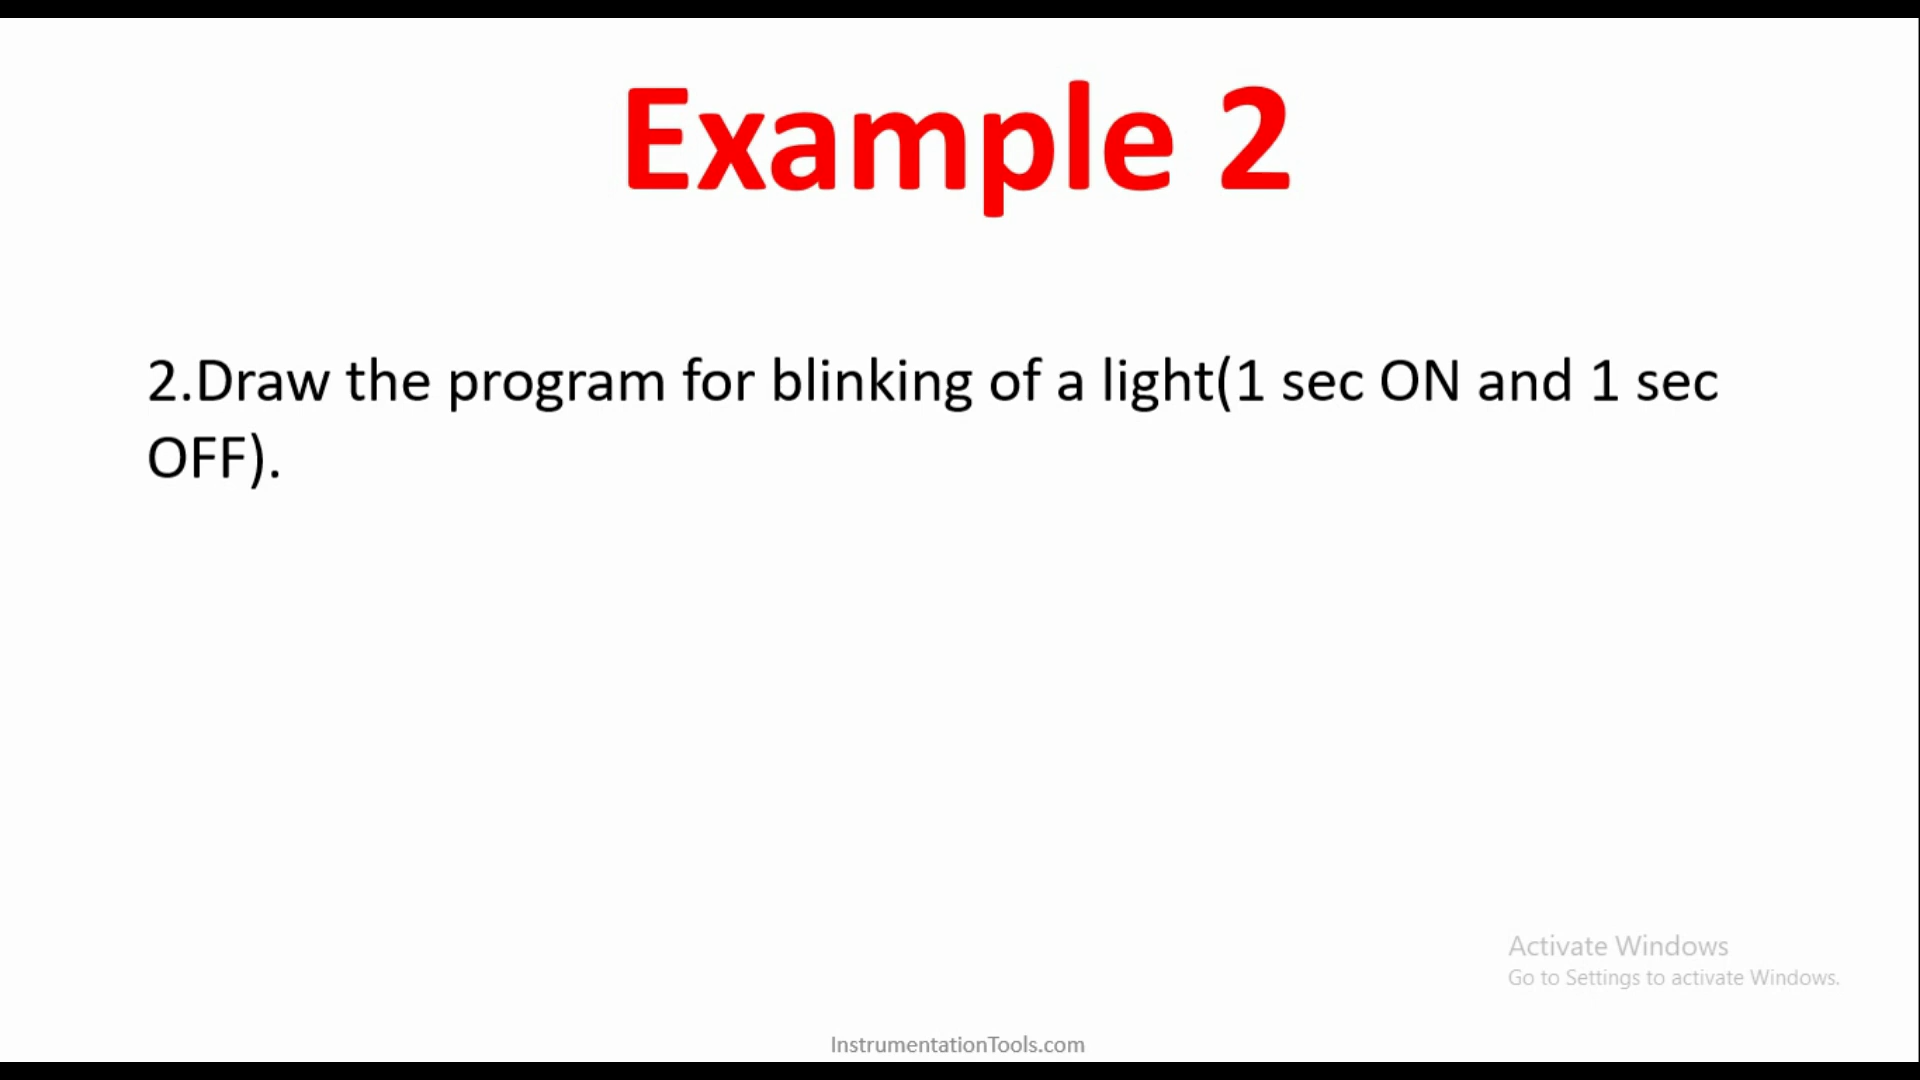 Example 2
2.Draw the program for blinking of a light(1 sec ON and 1 sec
OFF).
Activate Windows
Go to Settings to activate Windows.
InstrumentationTools.com